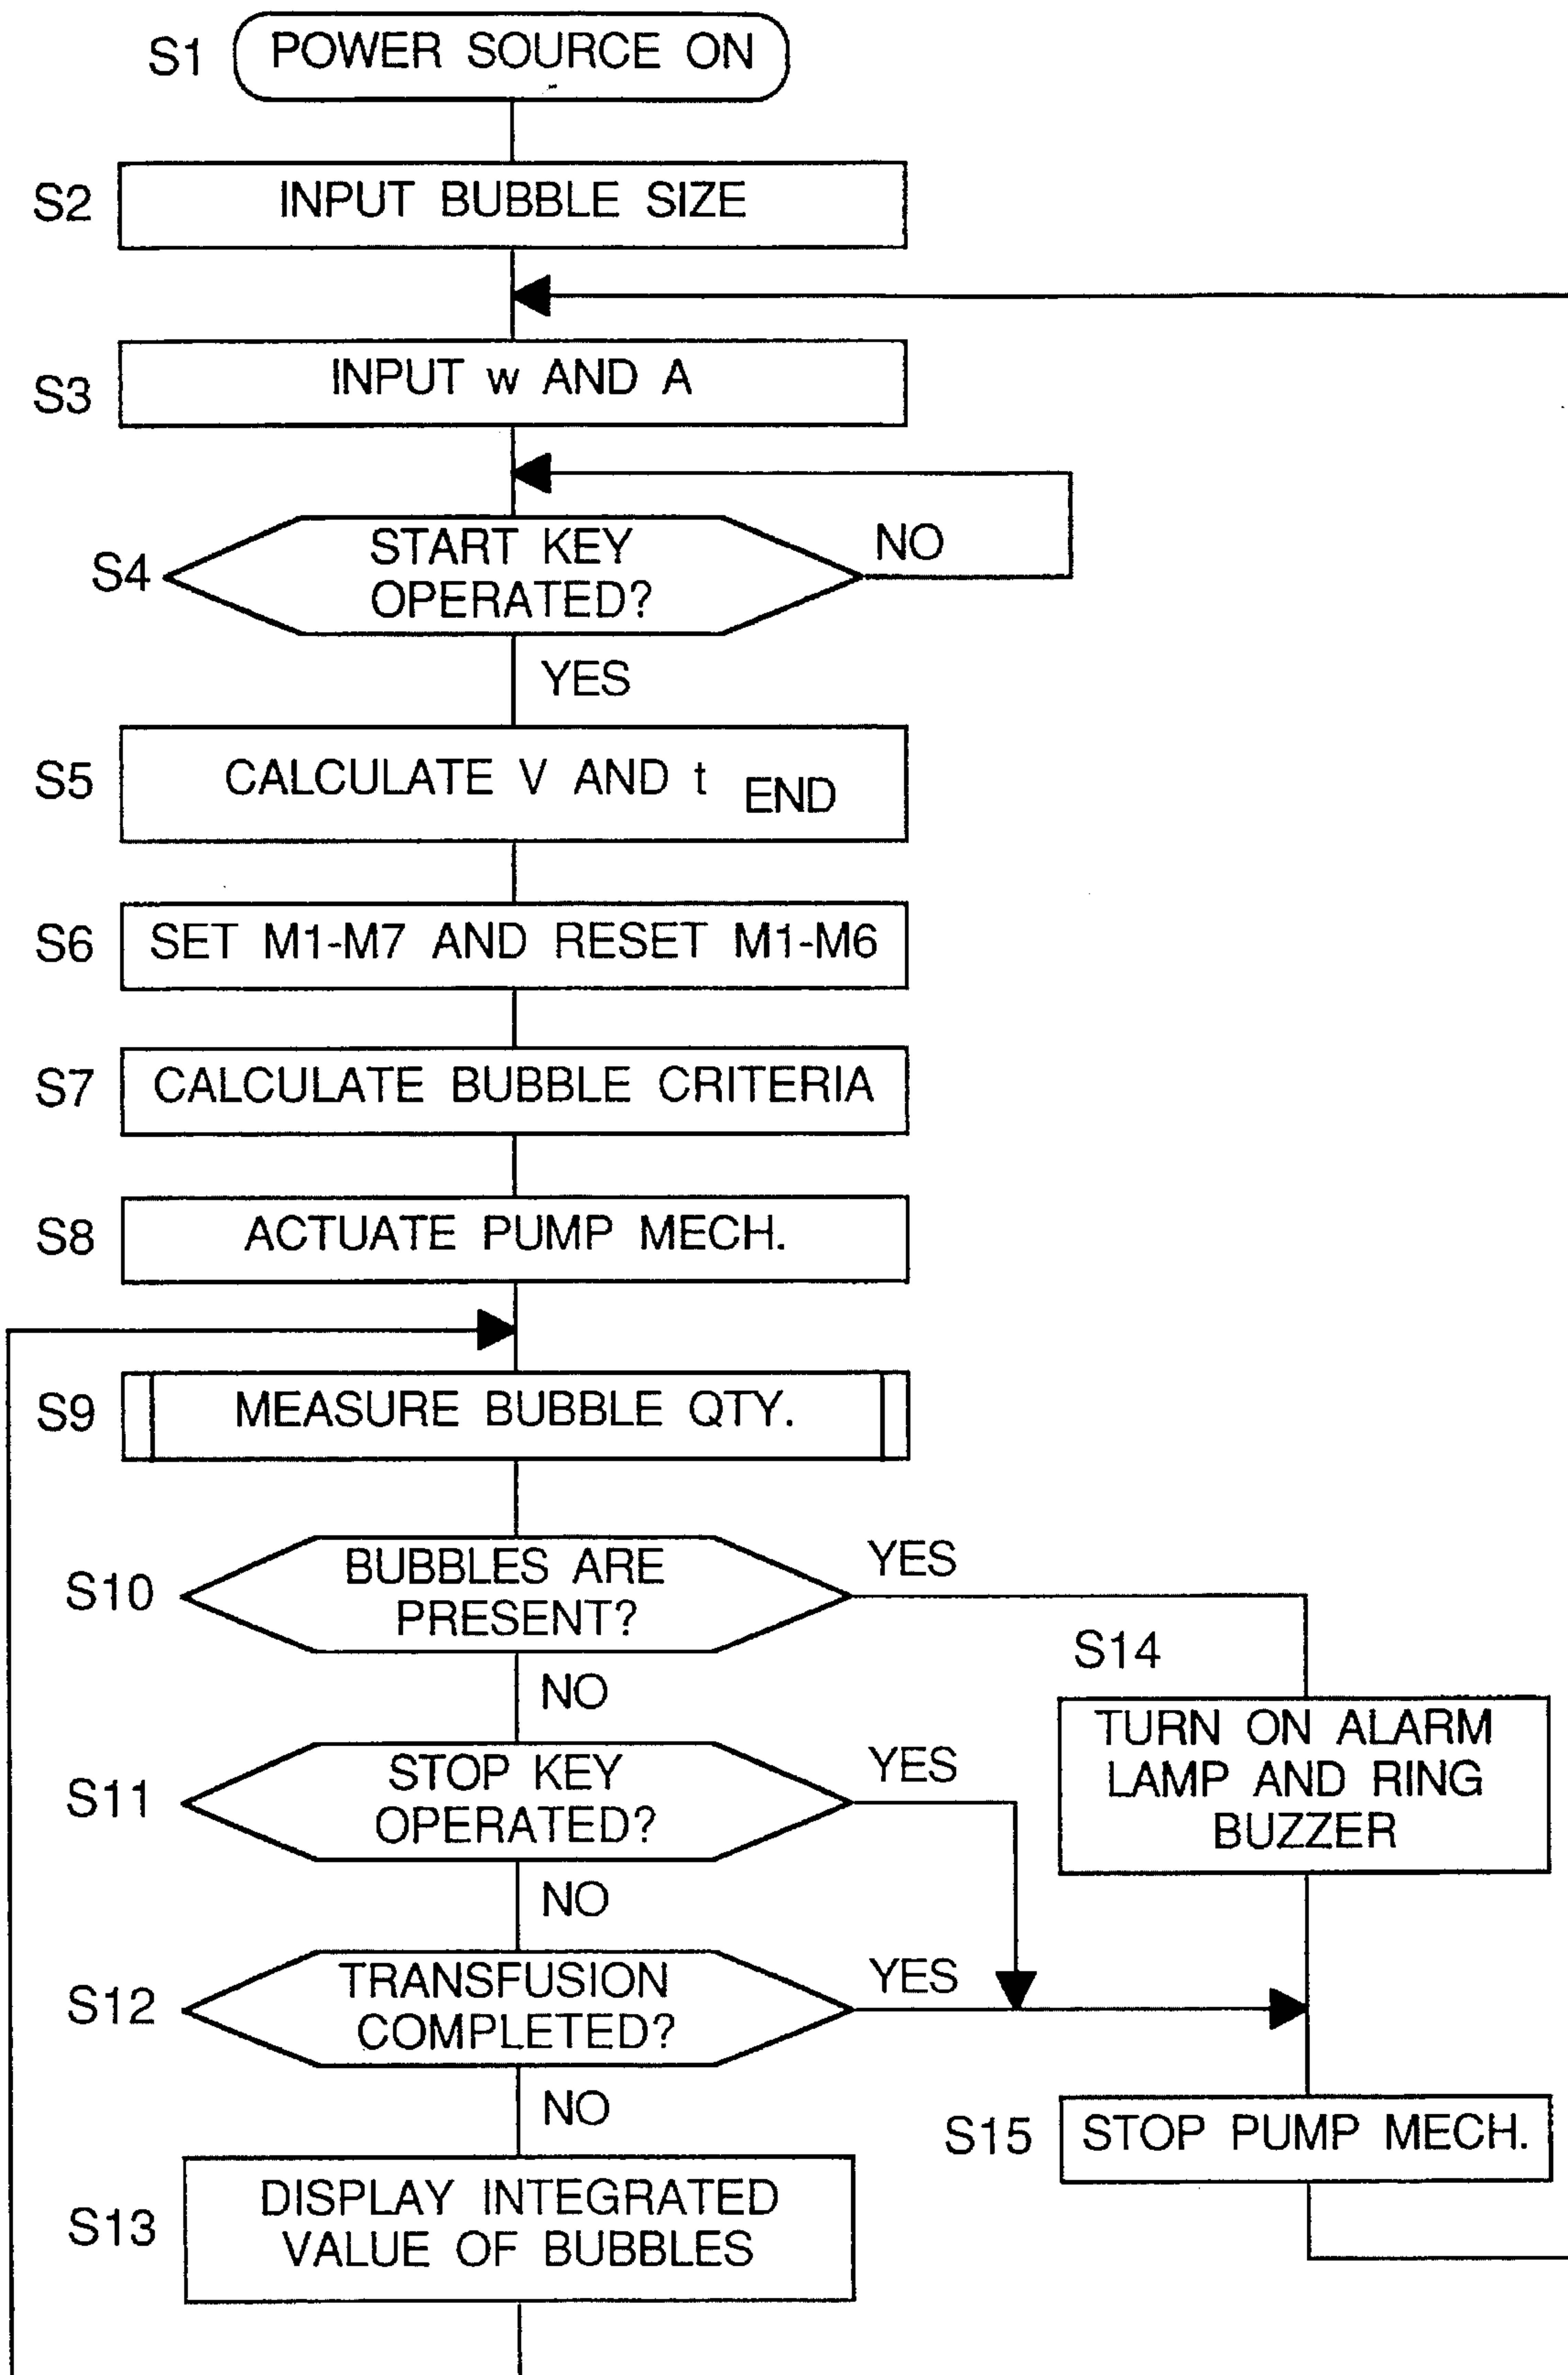 S1 POWER SOURCE ON
S2 INPUT BUBBLE SIZE
S3 INPUT w AND A
S4 START KEY
OPERATED?
NO
YES
S5 CALCULATE V AND t END
S6 SET M1-M7 AND RESET M1-M6
S7 CALCULATE BUBBLE CRITERIA
S8 ACTUATE PUMP MECH.
S9 MEASURE BUBBLE QTY.
S10 BUBBLES ARE
PRESENT?
YES
NO
S14
TURN ON ALARM
LAMP AND RING
BUZZER
S11 STOP KEY
OPERATED?
YES
NO
S12 TRANSFUSION
COMPLETED?
YES
NO
S15 STOP PUMP MECH.
S13 DISPLAY INTEGRATED
VALUE OF BUBBLES